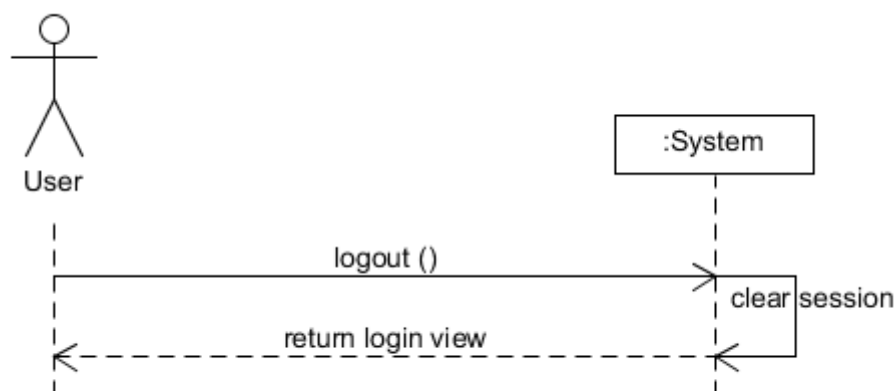 :System
User
logout ()
clear session
return login view